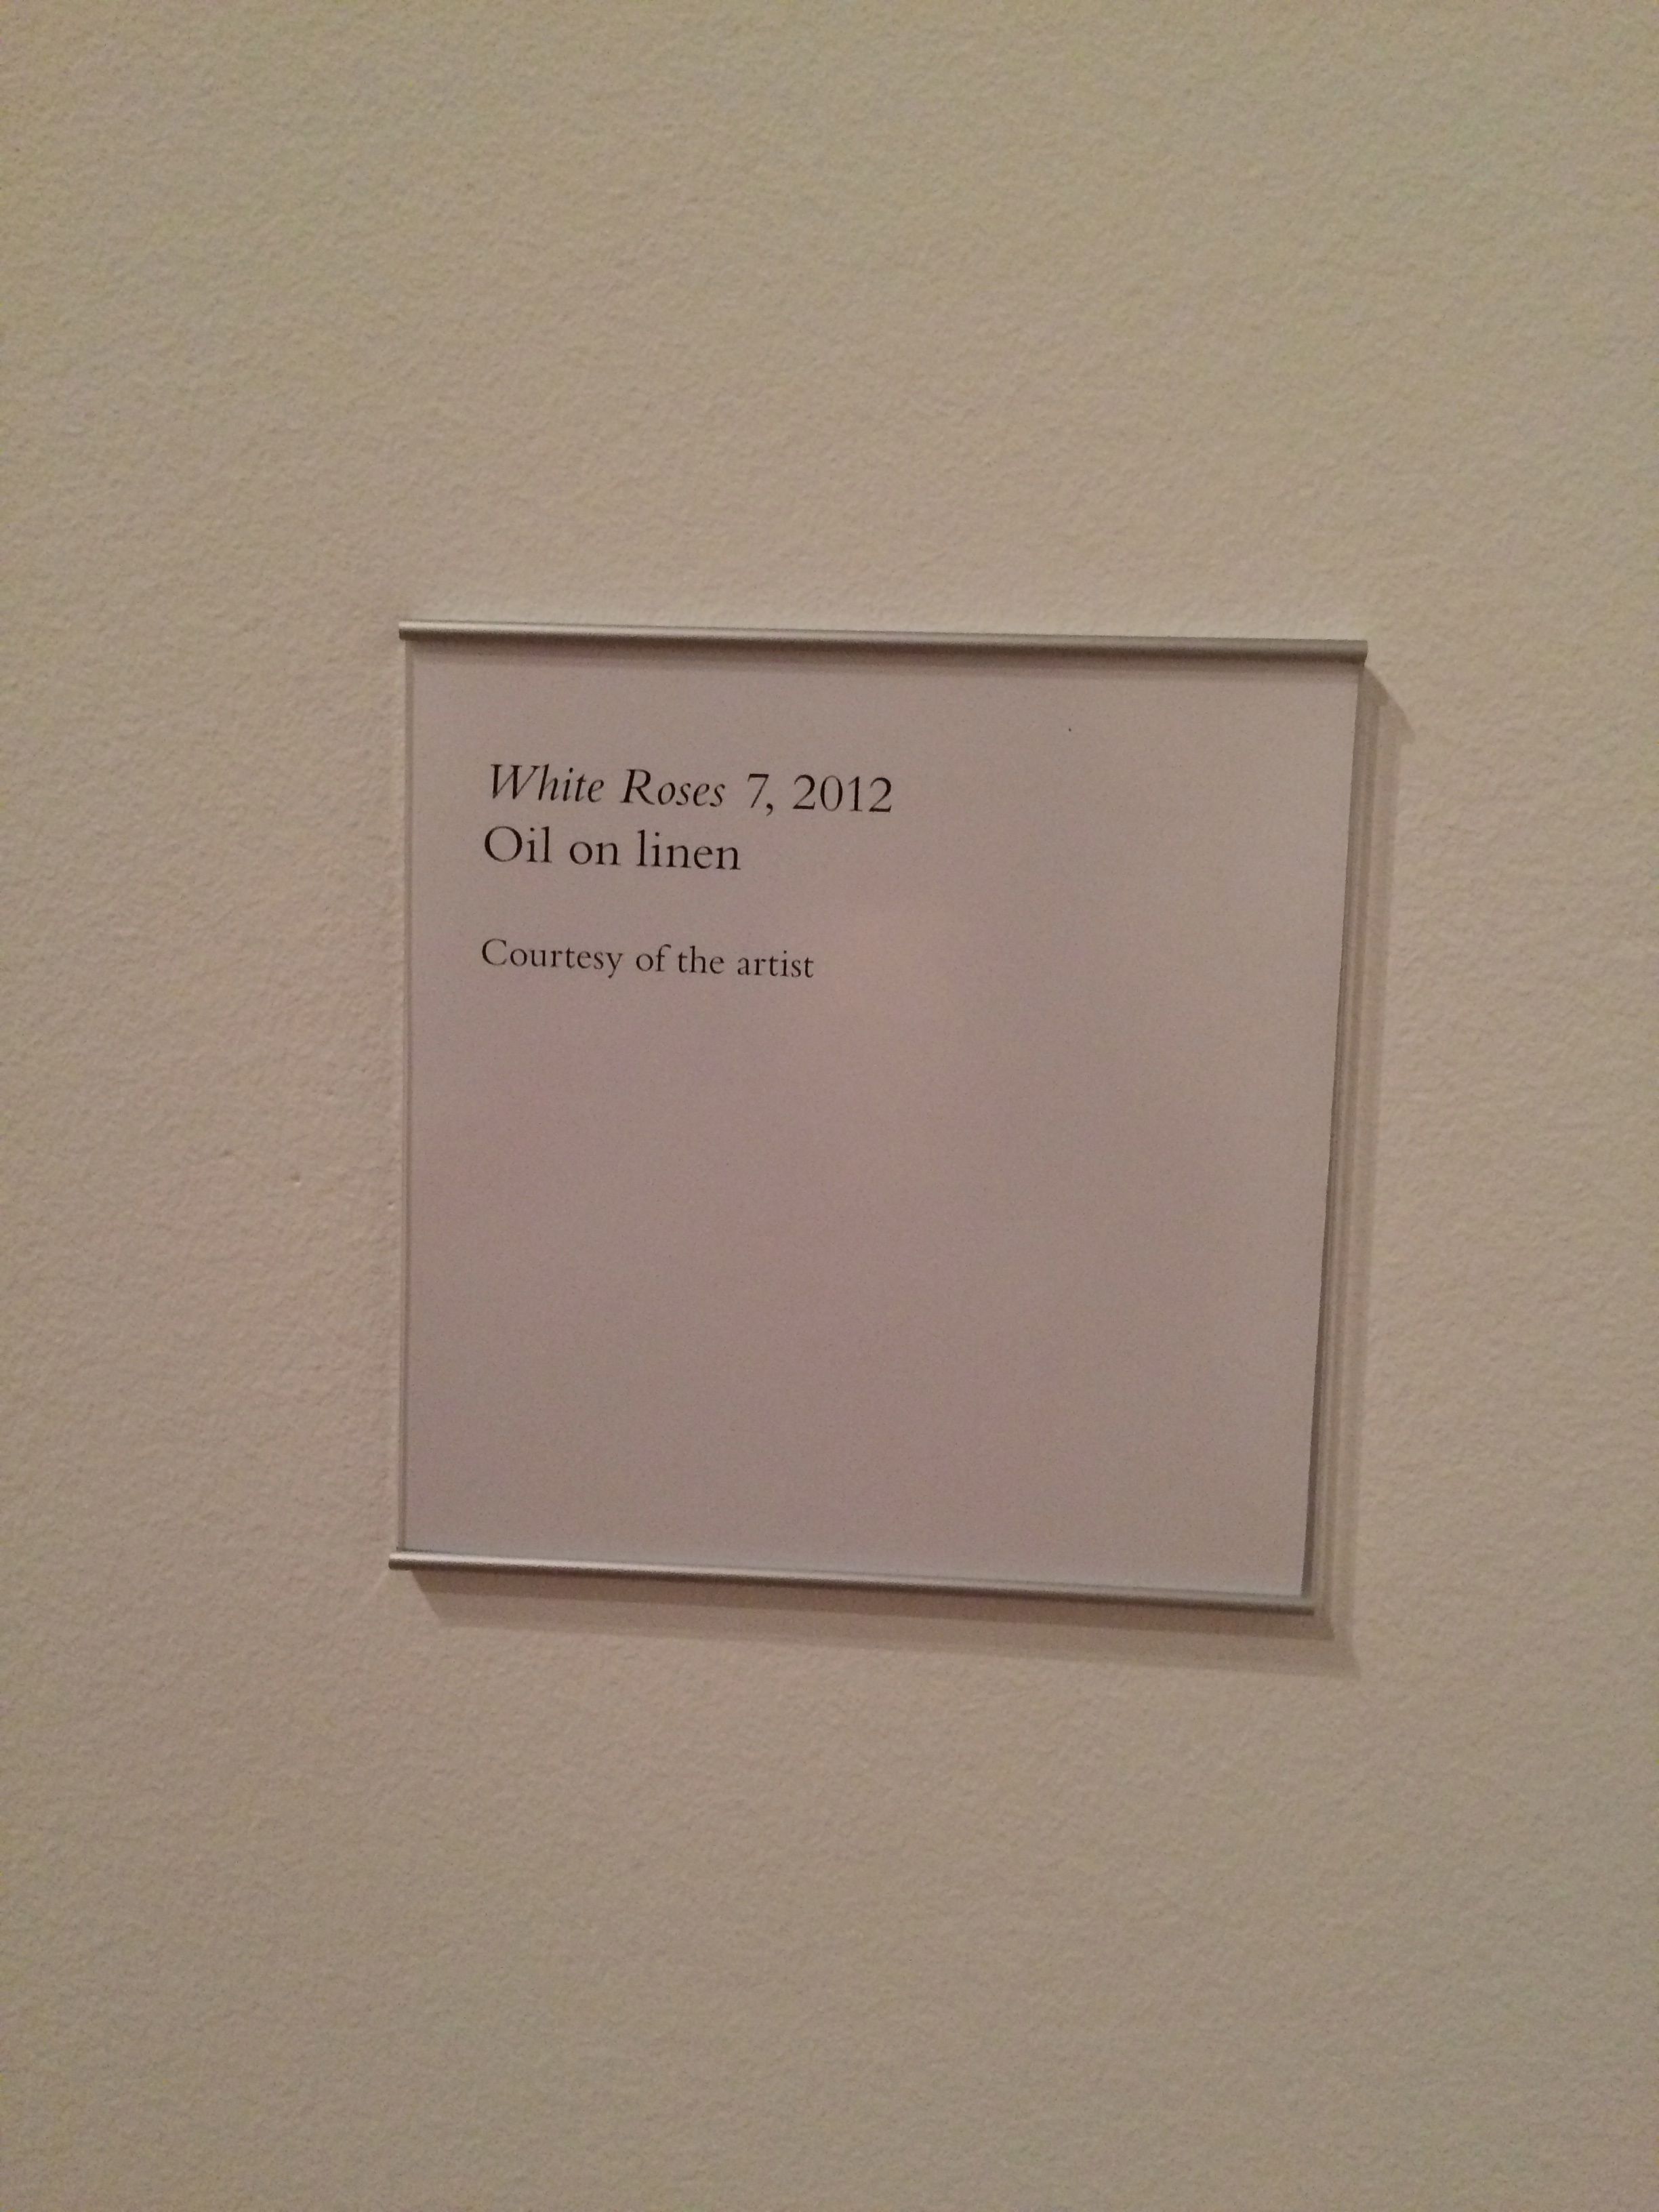 White Roses 7, 2012
Oil on linen
Courtesy of the artist